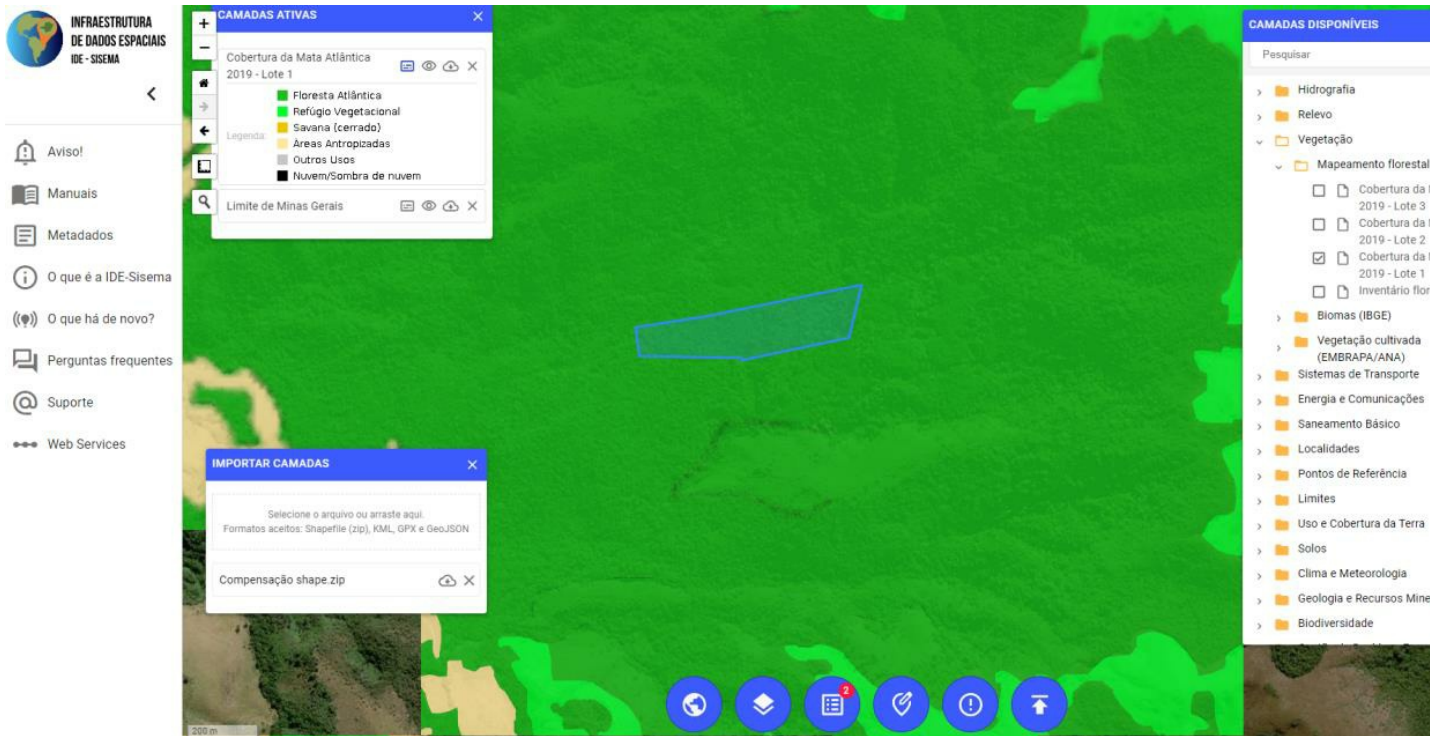 INFRAESTRUTURA
DE DADOS ESPACIAIS
IDE - SISEMA
Aviso!
Manuais
Metadados
O que é a IDE-Sisema
O que há de novo?
Perguntas frequentes
Suporte
Web Services
CAMADAS ATIVAS
Cobertura da Mata Atlântica
2019 - Lote 1
Legenda:
Floresta Atlântica
Refúgio Vegetacional
Savana (cerrado)
Áreas Antropizadas
Outros Usos
Nuvem/Sombra de nuvem
Limite de Minas Gerais
IMPORTAR CAMADAS
Selecione o arquivo ou arraste aqui.
Formatos aceitos: Shapefile (zip), KML, GPX e GeoJSON
Compensação shape.zip
200 m
2
CAMADAS DISPONÍVEIS
Pesquisar
Hidrografia
Relevo
Vegetação
Mapeamento florestal
Cobertura da
2019 - Lote 3
Cobertura da
2019 - Lote 2
Cobertura da
2019 - Lote 1
Inventário flor
Biomas (IBGE)
Vegetação cultivada
(EMBRAPA/ANA)
Sistemas de Transporte
Energia e Comunicações
Saneamento Básico
Localidades
Pontos de Referência
Limites
Uso e Cobertura da Terra
Solos
Clima e Meteorologia
Geologia e Recursos Mine
Biodiversidade